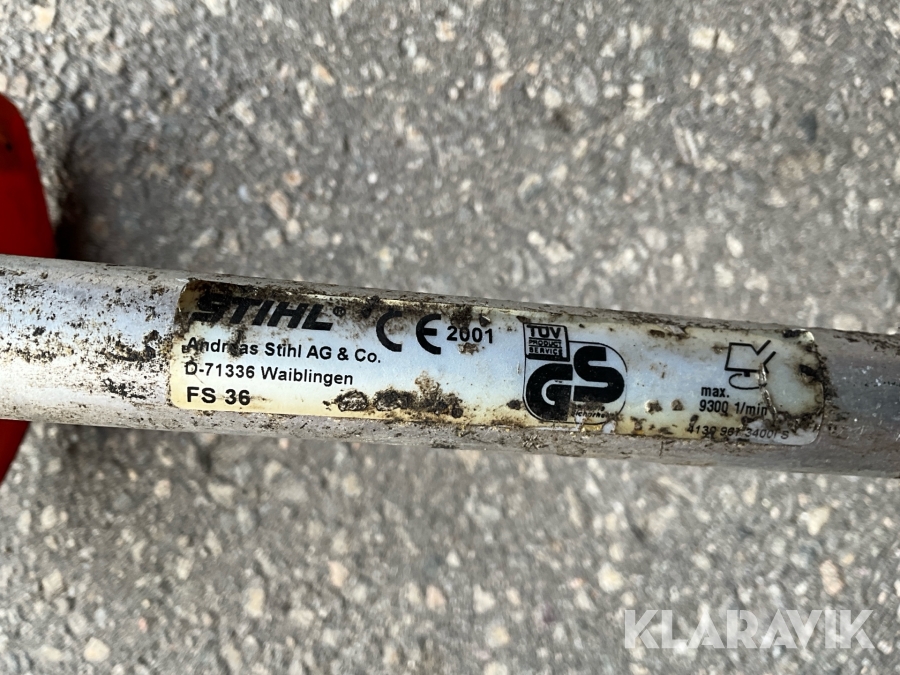 STIHL®
Andreas Stihl AG & Co.
D-71336 Waiblingen
FS 36
CE 2001
TÜV
PRODUCT
SERVICE
GS
max.
9300 1/min
KLARAVIK